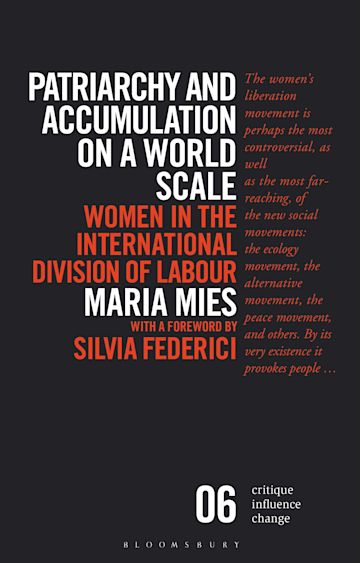 PATRIARCHY AND
ACCUMULATION
ON A WORLD
SCALE
WOMEN IN THE
INTERNATIONAL
DIVISION OF LABOUR
MARIA MIES
WITH A FOREWORD BY
SILVIA FEDERICI
The women's
liberation
movement is
perhaps the most
controversial, as
well
as the most far-
reaching, of
the new social
movements:
the ecology
movement, the
alternative
movement, the
peace movement,
and others. By its
very existence it
provokes people …
06
critique
influence
change
BLOOMSBURY